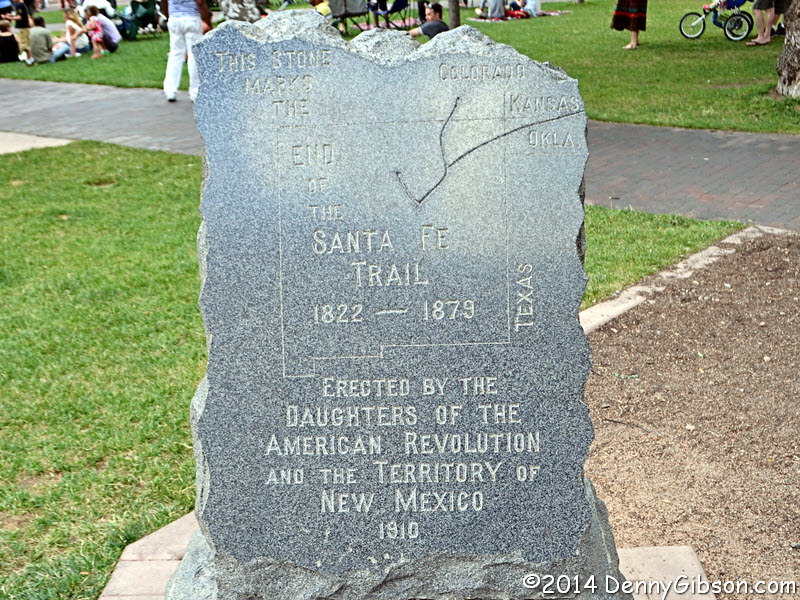 THIS STONE
MARKS
THE
COLORADO
KANSAS
OKLA.
END
OF
THE
SANTA FE
TRAIL
1822 — 1879
TEXAS
ERECTED BY THE
DAUGHTERS OF THE
AMERICAN REVOLUTION
AND THE TERRITORY OF
NEW MEXICO
1910
©2014 DennyGibson.com